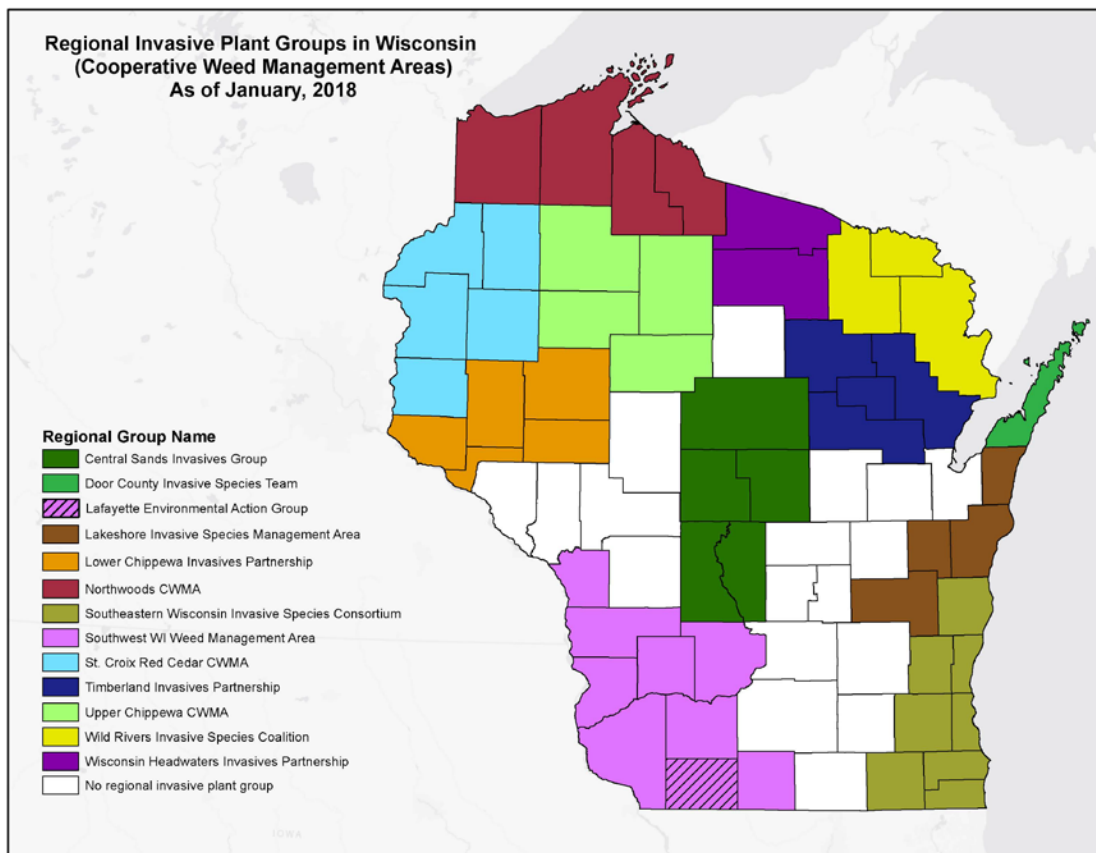 Regional Invasive Plant Groups in Wisconsin
(Cooperative Weed Management Areas)
As of January, 2018
Regional Group Name
Central Sands Invasives Group
Door County Invasive Species Team
Lafayette Environmental Action Group
Lakeshore Invasive Species Management Area
Lower Chippewa Invasives Partnership
Northwoods CWMA
Southeastern Wisconsin Invasive Species Consortium
Southwest WI Weed Management Area
St. Croix Red Cedar CWMA
Timberland Invasives Partnership
Upper Chippewa CWMA
Wild Rivers Invasive Species Coalition
Wisconsin Headwaters Invasives Partnership
No regional invasive plant group
IOWA